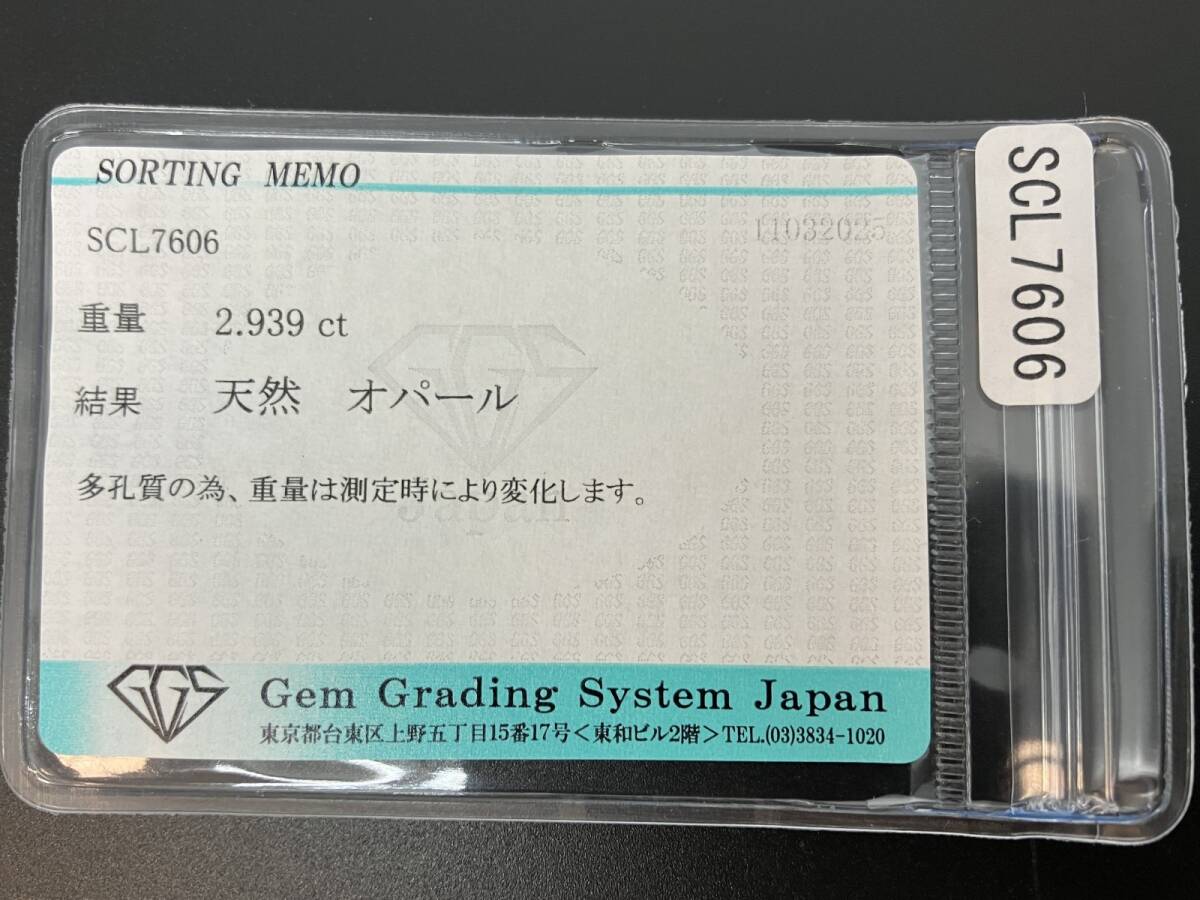 SORTING MEMO
SCL7606
11032025
重量 2.939 ct
結果 天然 オパール
多孔質の為、重量は測定時により変化します。
Japan
GGS
Gem Grading System Japan
東京都台東区上野五丁目15番17号＜東和ビル2階＞TEL.(03)3834-1020
SCL7606